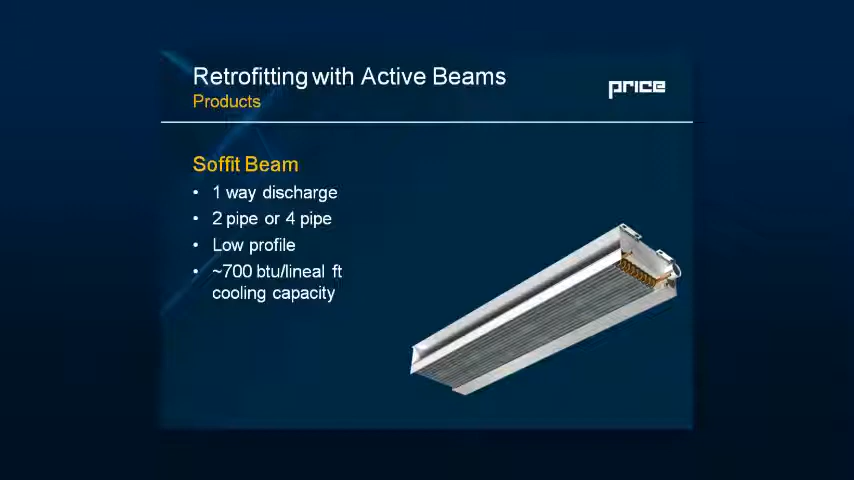 Retrofitting with Active Beams
Products
price
Soffit Beam
• 1 way discharge
• 2 pipe or 4 pipe
• Low profile
• ~700 btu/lineal ft
cooling capacity